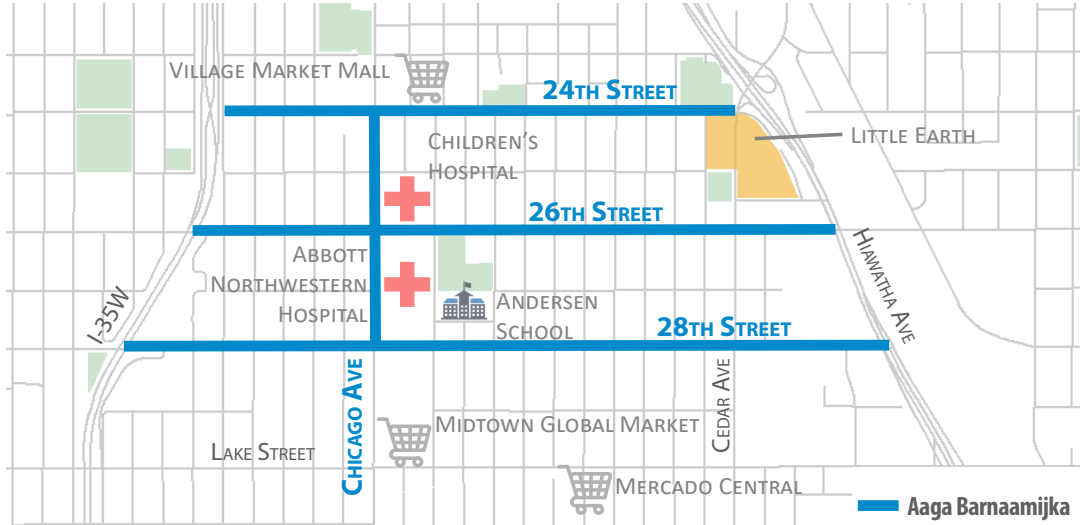 VILLAGE MARKET MALL
24TH STREET
CHILDREN'S
HOSPITAL
LITTLE EARTH
26TH STREET
ABBOTT
NORTHWESTERN
HOSPITAL
I-35W
HIAWATHA AVE
ANDERSEN
SCHOOL
28TH STREET
CHICAGO AVE
CEDAR AVE
LAKE STREET
MIDTOWN GLOBAL MARKET
MERCADO CENTRAL
Aaga Barnaamijka